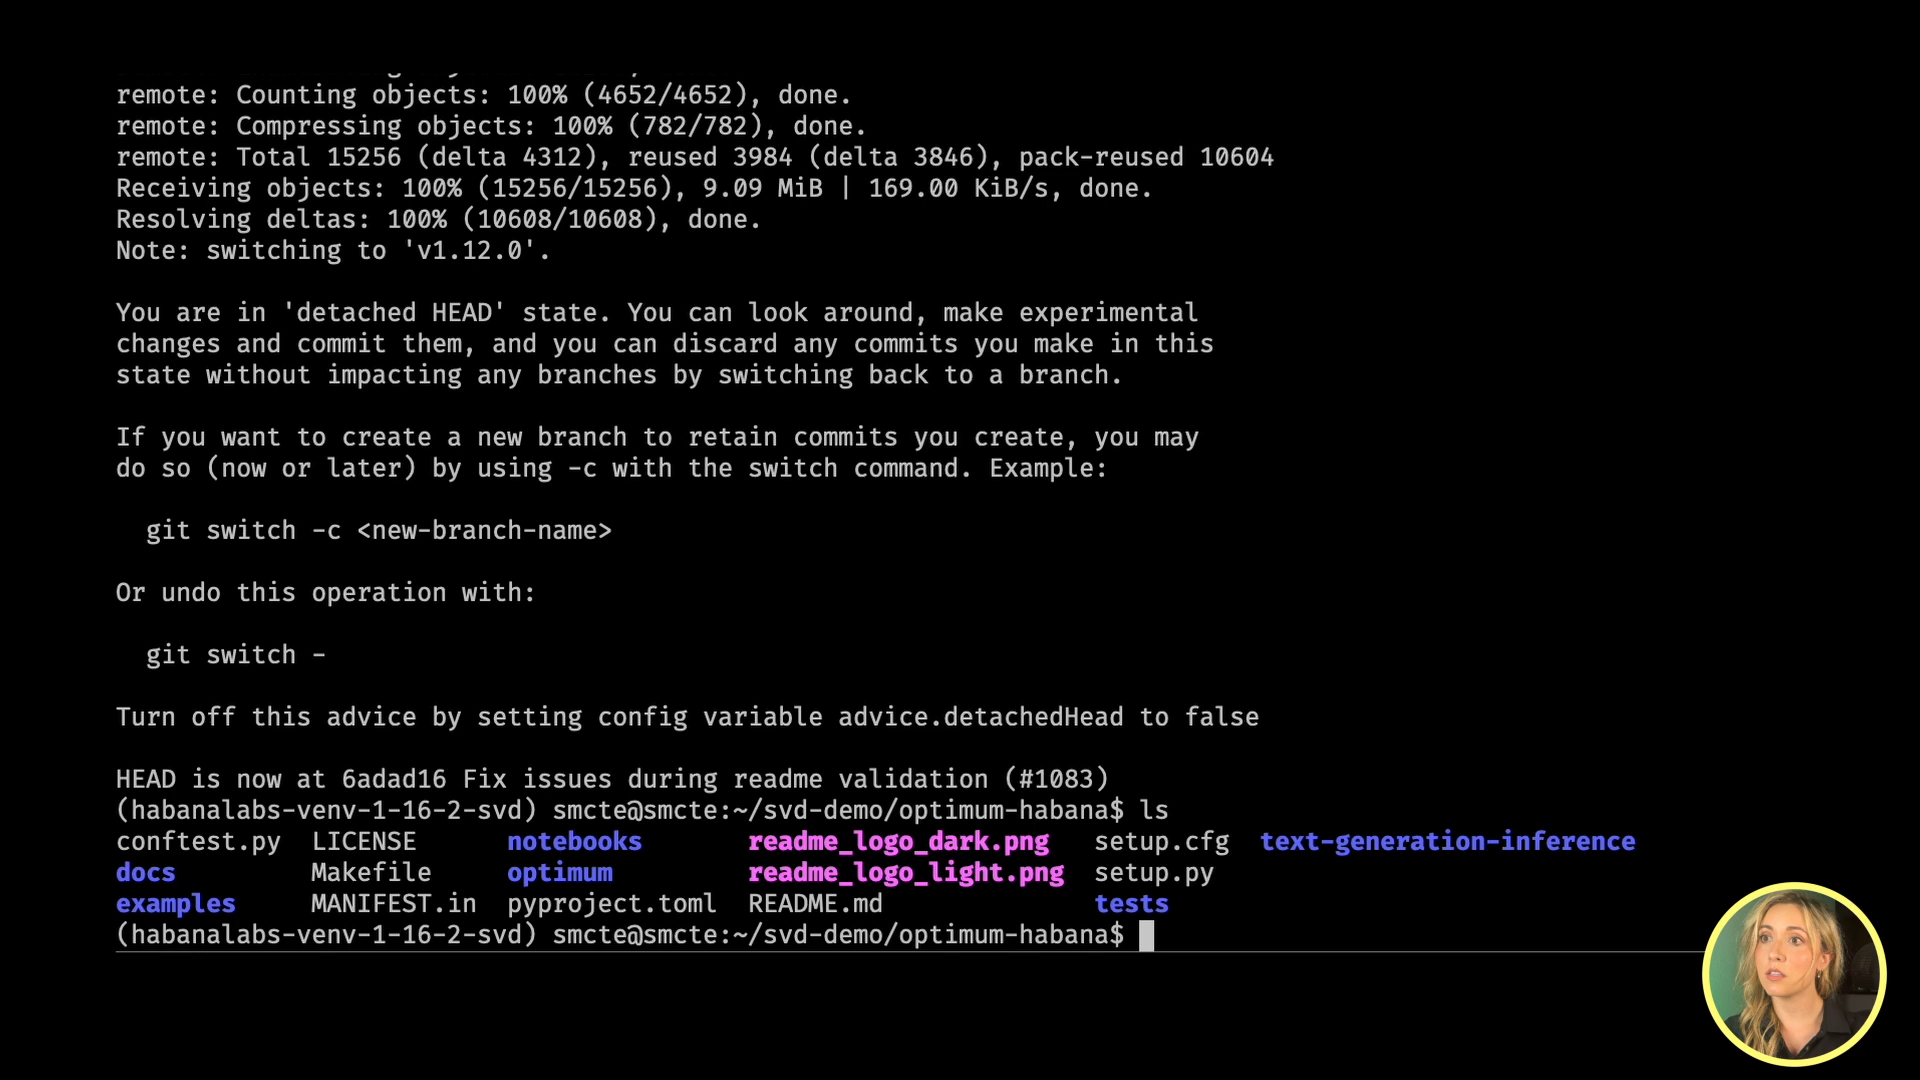 remote: Counting objects: 100% (4652/4652), done.
remote: Compressing objects: 100% (782/782), done.
remote: Total 15256 (delta 4312), reused 3984 (delta 3846), pack-reused 10604
Receiving objects: 100% (15256/15256), 9.09 MiB | 169.00 KiB/s, done.
Resolving deltas: 100% (10608/10608), done.
Note: switching to 'v1.12.0'.
You are in 'detached HEAD' state. You can look around, make experimental
changes and commit them, and you can discard any commits you make in this
state without impacting any branches by switching back to a branch.
If you want to create a new branch to retain commits you create, you may
do so (now or later) by using -c with the switch command. Example:
git switch -c <new-branch-name>
Or undo this operation with:
git switch -
Turn off this advice by setting config variable advice.detachedHead to false
HEAD is now at 6adad16 Fix issues during readme validation (#1083)
(habanalabs-venv-1-16-2-svd) smcte@smcte:~/svd-demo/optimum-habana$ ls
conftest.py LICENSE notebooks readme_logo_dark.png setup.cfg text-generation-inference
docs Makefile optimum readme_logo_light.png setup.py
examples MANIFEST.in pyproject.toml README.md tests
(habanalabs-venv-1-16-2-svd) smcte@smcte:~/svd-demo/optimum-habana$